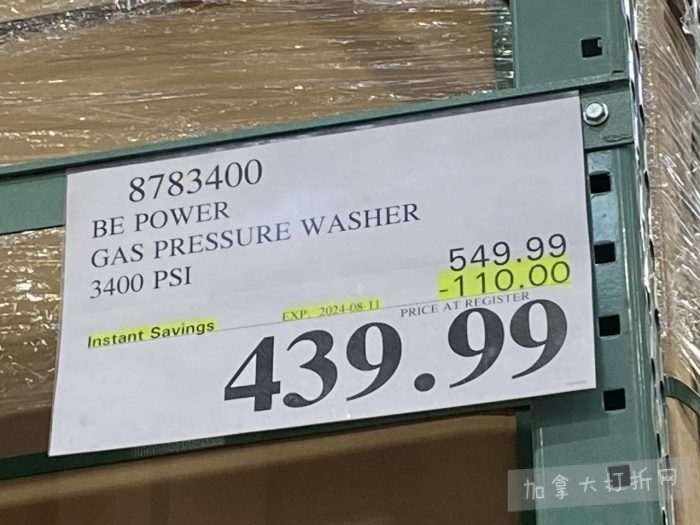 8783400
BE POWER
GAS PRESSURE WASHER
3400 PSI
549.99
-110.00
Instant Savings
EXP. 2024-08-11
PRICE AT REGISTER
439.99
加拿大打折网